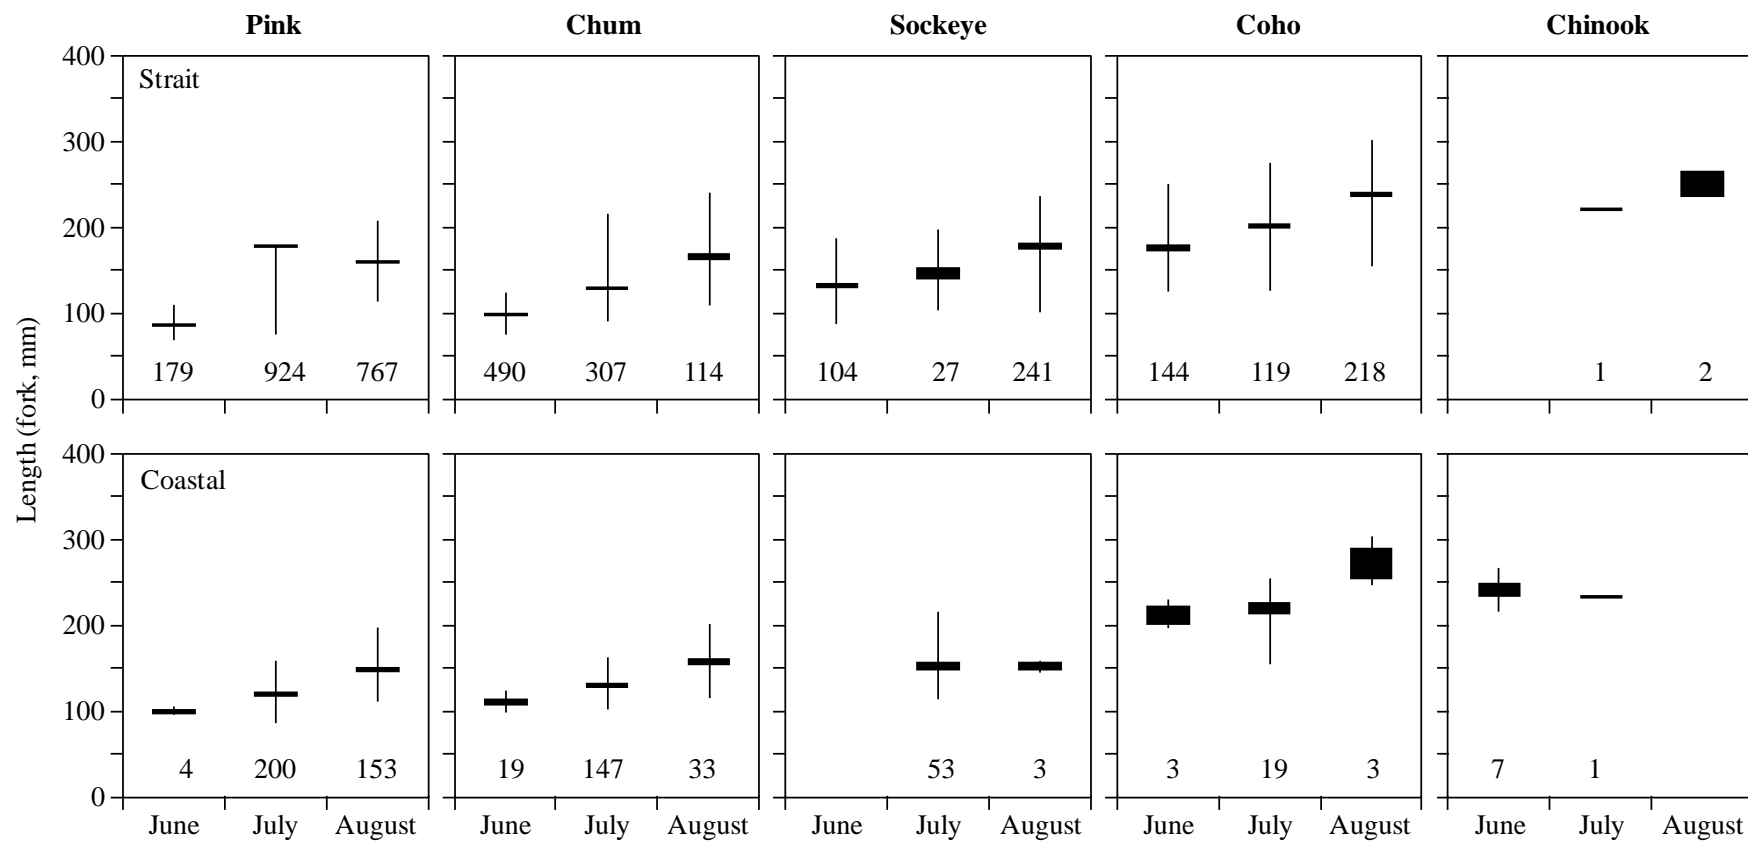 Pink Chum Sockeye Coho Chinook
400
Strait
300
200
100
179 924 767 490 307 114 104 27 241 144 119 218 1 2
0
Length (fork, mm)
400
Coastal
300
200
100
4 200 153 19 147 33 53 3 3 19 3 7 1
0
June July August June July August June July August June July August June July August